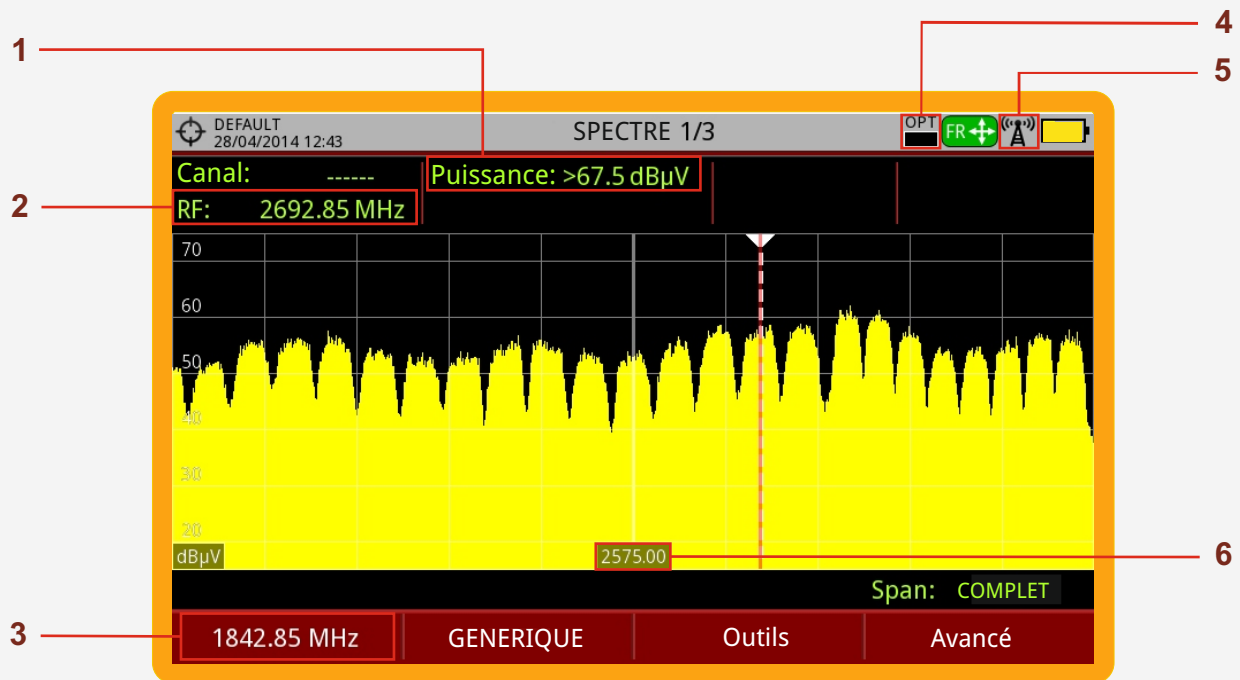 4
1
5
DEFAULT
28/04/2014 12:43
SPECTRE 1/3
OPT
FR
Canal: ------
Puissance: >67.5 dBµV
2
RF: 2692.85 MHz
70
60
50
40
30
20
dBµV
2575.00
6
Span: COMPLET
3
1842.85 MHz
GENERIQUE
Outils
Avancé